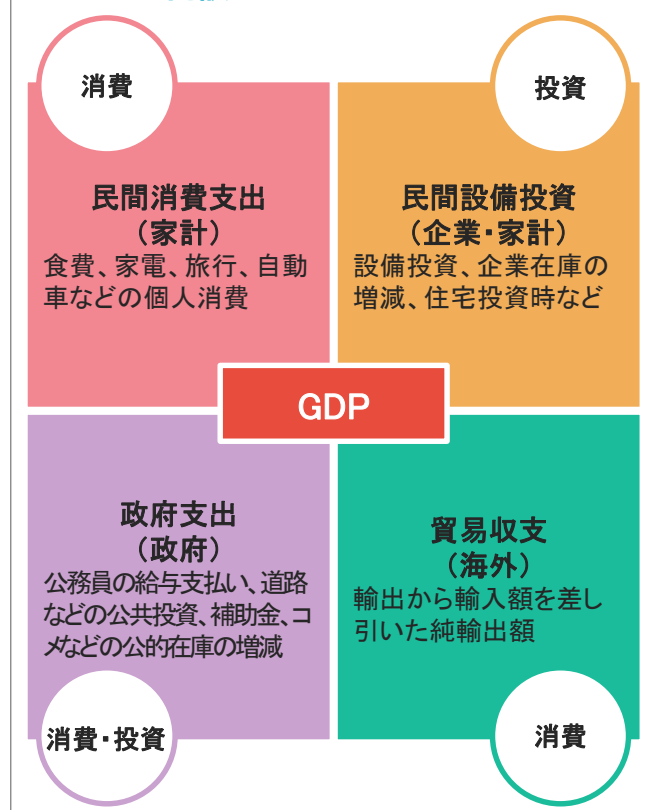 消費
投資
民間消費支出
（家計）
食費、家電、旅行、自動
車などの個人消費
民間設備投資
（企業・家計）
設備投資、企業在庫の
増減、住宅投資時など
GDP
政府支出
（政府）
公務員の給与支払い、道路
などの公共投資、補助金、コ
メなどの公的在庫の増減
貿易収支
（海外）
輸出から輸入額を差し
引いた純輸出額
消費・投資
消費